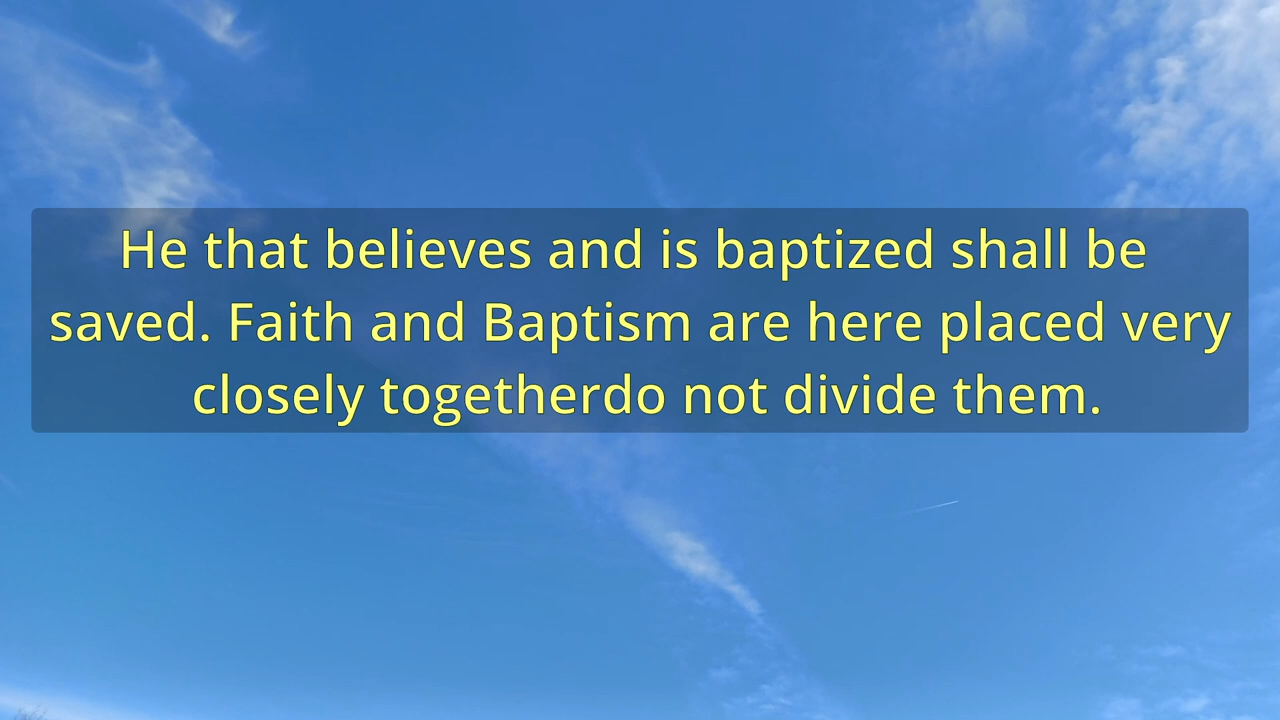 He that believes and is baptized shall be
saved. Faith and Baptism are here placed very
closely togetherdo not divide them.